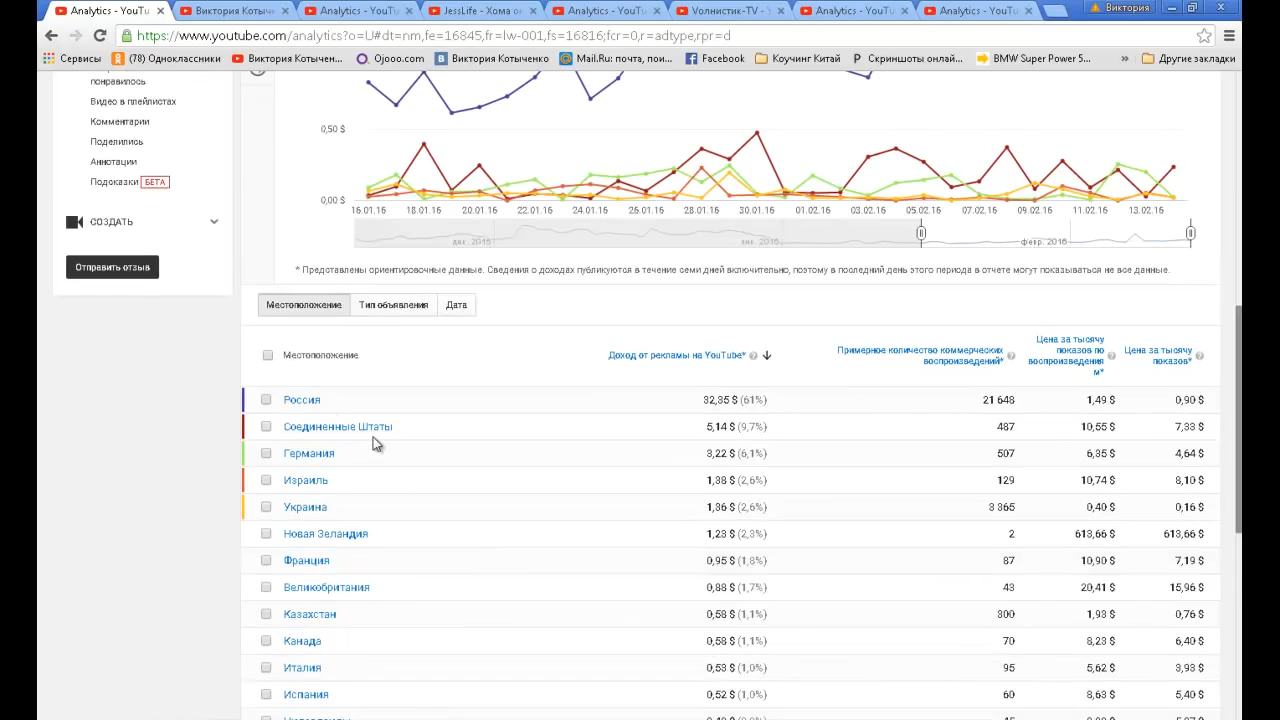 Analytics - YouTu
Виктория Котычен
Analytics - YouTu
JessLife - Хома о
Analytics - YouTu
Волнистик-TV -
Analytics - YouTu
Analytics - YouTu
Виктория
https://www.youtube.com/analytics?o=U#dt=nm,fe=16845,fr=lw-001,fs=16816;fcr=0,r=adtype,rpr=d
Сервисы
(78) Одноклассники
Виктория Котычен...
Ojooo.com
Виктория Котыченко
Mail.Ru: почта, пои...
Facebook
Коучинг Китай
Скриншоты онлай...
BMW Super Power 5...
»
Другие закладки
понравилось
Видео в плейлистах
Комментарии
Поделились
Аннотации
Подсказки БЕТА
СОЗДАТЬ
Отправить отзыв
0,50 $
0,00 $
16.01.16 18.01.16 20.01.16 22.01.16 24.01.16 26.01.16 28.01.16 30.01.16 01.02.16 03.02.16 05.02.16 07.02.16 09.02.16 11.02.16 13.02.16
янв. 2016 февр. 2016
* Представлены ориентировочные данные. Сведения о доходах публикуются в течение семи дней включительно, поэтому в последний день этого периода в отчете могут показываться не все данные.
Местоположение Тип объявления Дата
Местоположение
Доход от рекламы на YouTube*
Примерное количество коммерческих
воспроизведений*
Цена за тысячу
показов по
воспроизведения
м*
Цена за тысячу
показов*
Россия 32,35 $ (61%) 21 648 1,49 $ 0,90 $
Соединенные Штаты 5,14 $ (9,7%) 487 10,55 $ 7,33 $
Германия 3,22 $ (6,1%) 507 6,35 $ 4,64 $
Израиль 1,38 $ (2,6%) 129 10,74 $ 8,10 $
Украина 1,36 $ (2,6%) 3 365 0,40 $ 0,16 $
Новая Зеландия 1,23 $ (2,3%) 2 613,66 $ 613,66 $
Франция 0,95 $ (1,8%) 87 10,90 $ 7,19 $
Великобритания 0,88 $ (1,7%) 43 20,41 $ 15,96 $
Казахстан 0,58 $ (1,1%) 300 1,93 $ 0,76 $
Канада 0,58 $ (1,1%) 70 8,23 $ 6,40 $
Италия 0,53 $ (1,0%) 95 5,62 $ 3,93 $
Испания 0,52 $ (1,0%) 60 8,63 $ 5,40 $